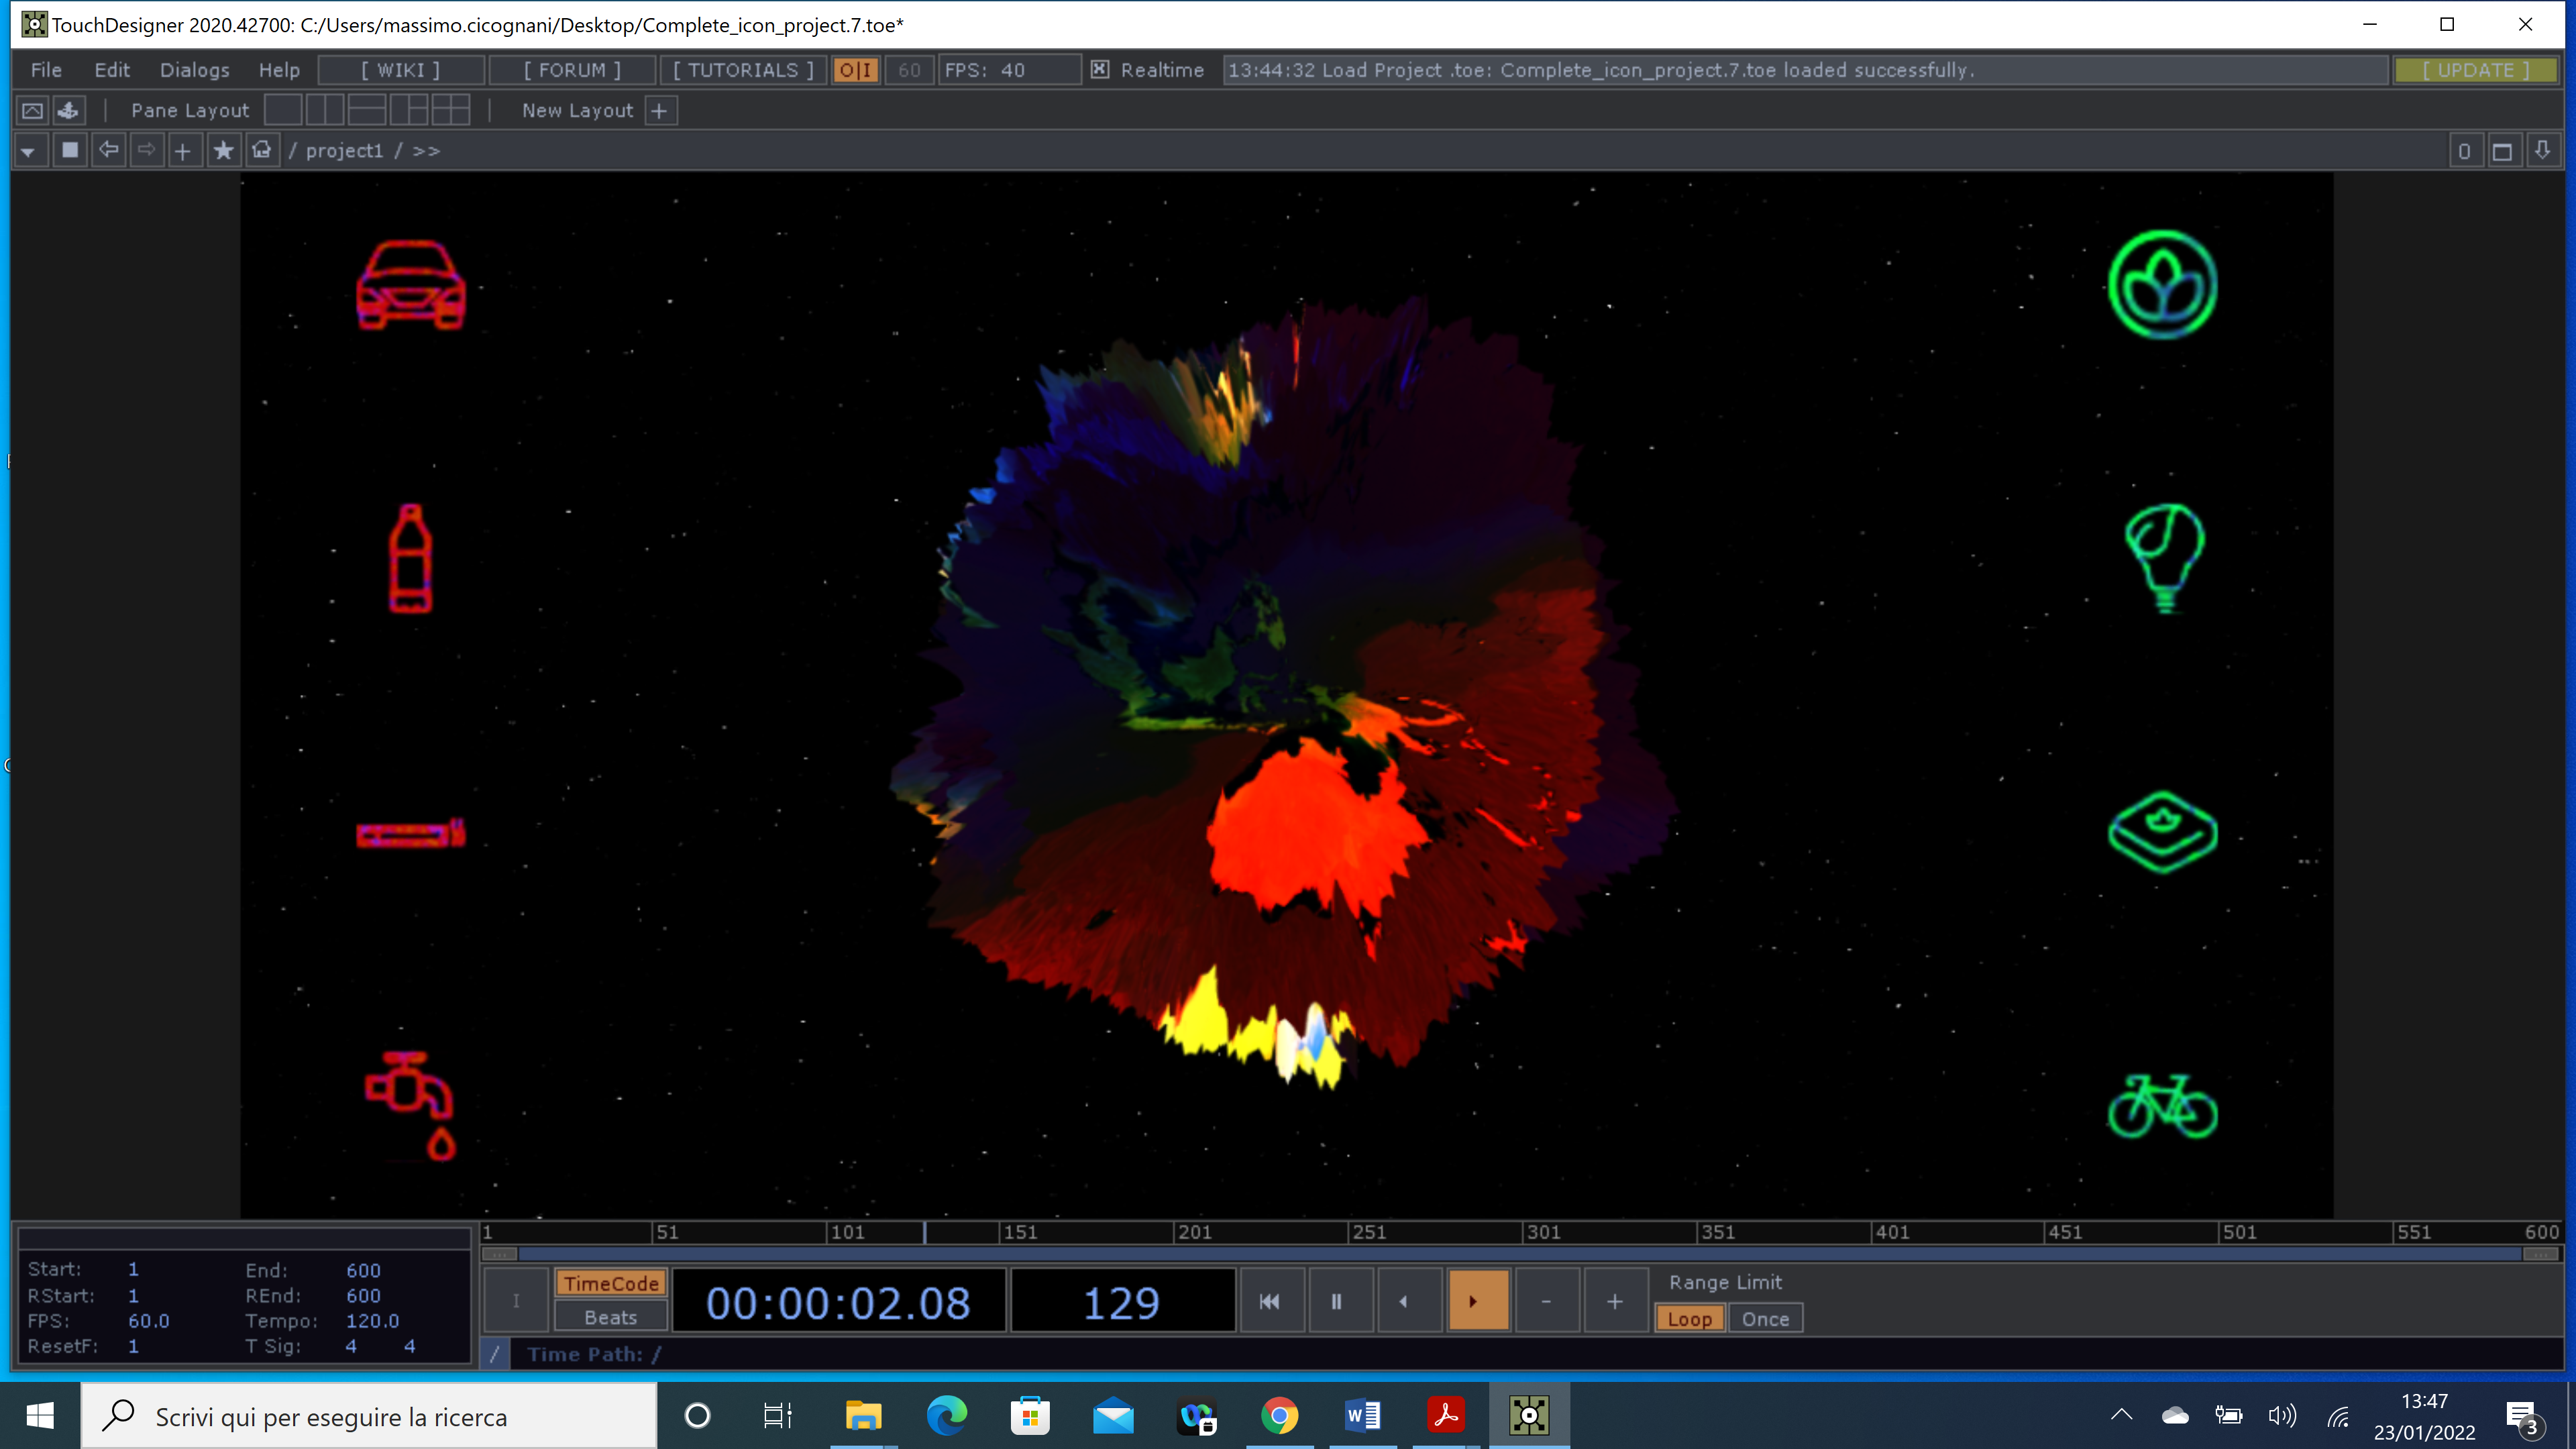 TouchDesigner 2020.42700: C:/Users/massimo.cicognani/Desktop/Complete_icon_project.7.toe*
File Edit Dialogs Help [ WIKI ] [ FORUM ] [ TUTORIALS ] O|I 60 FPS: 40 Realtime 13:44:32 Load Project .toe: Complete_icon_project.7.toe loaded successfully. [ UPDATE ]
Pane Layout New Layout +
/ project1 / >> 0
1 51 101 151 201 251 301 351 401 451 501 551 600
Start: 1 End: 600
RStart: 1 REnd: 600
FPS: 60.0 Tempo: 120.0
ResetF: 1 T Sig: 4 4
I TimeCode 00:00:02.08 129 - + Range Limit
Beats Loop Once
/ Time Path: /
Scrivi qui per eseguire la ricerca
13:47
23/01/2022
3